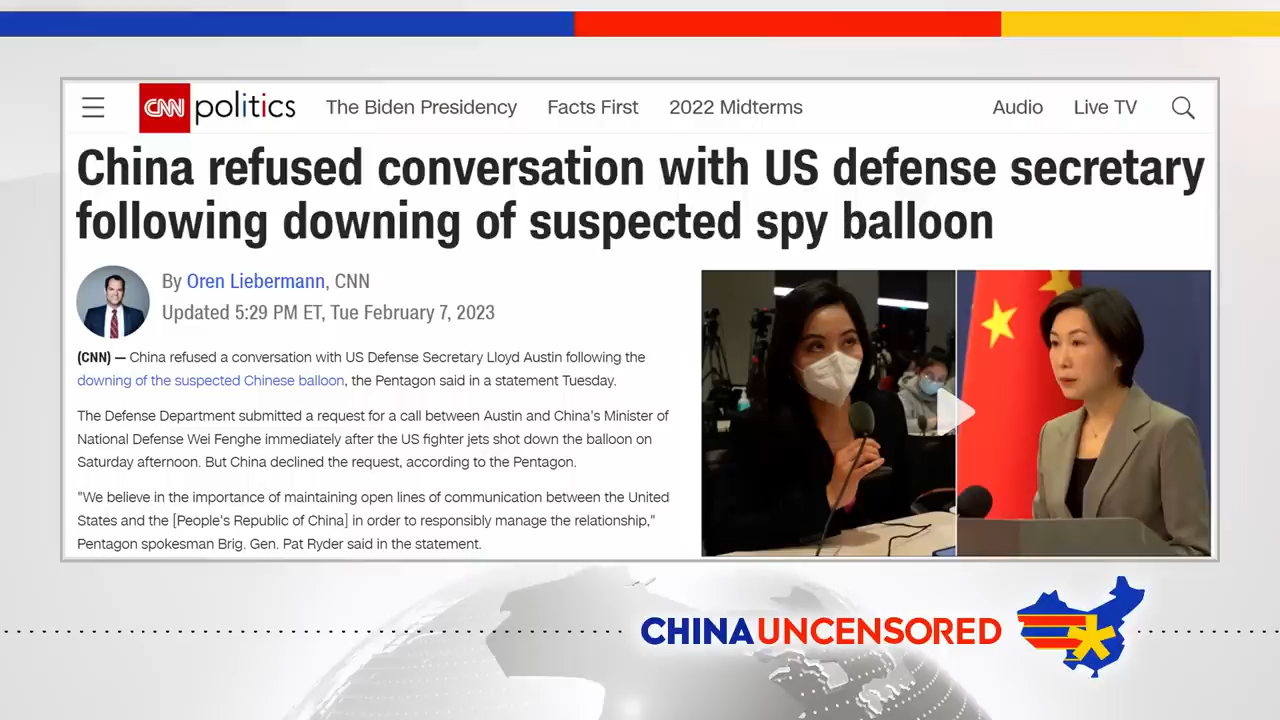 CNN politics The Biden Presidency Facts First 2022 Midterms Audio Live TV
China refused conversation with US defense secretary
following downing of suspected spy balloon
By Oren Liebermann, CNN
Updated 5:29 PM ET, Tue February 7, 2023
(CNN) — China refused a conversation with US Defense Secretary Lloyd Austin following the
downing of the suspected Chinese balloon, the Pentagon said in a statement Tuesday.
The Defense Department submitted a request for a call between Austin and China's Minister of
National Defense Wei Fenghe immediately after the US fighter jets shot down the balloon on
Saturday afternoon. But China declined the request, according to the Pentagon.
"We believe in the importance of maintaining open lines of communication between the United
States and the [People's Republic of China] in order to responsibly manage the relationship,"
Pentagon spokesman Brig. Gen. Pat Ryder said in the statement.
CHINA UNCENSORED